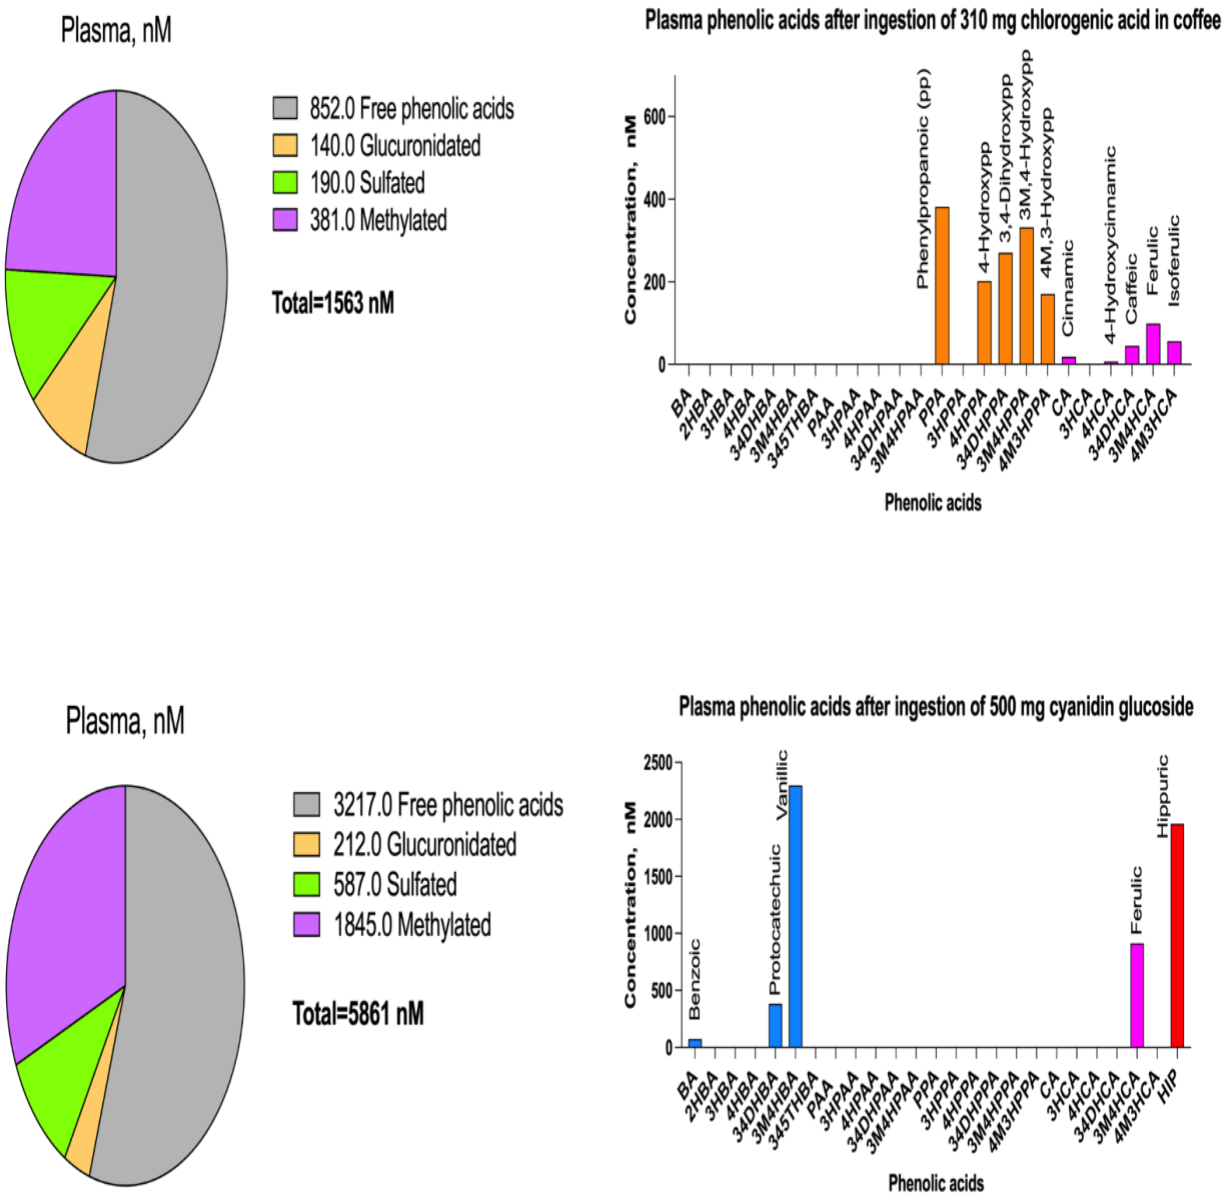 Plasma, nM
852.0 Free phenolic acids
140.0 Glucuronidated
190.0 Sulfated
381.0 Methylated
Total=1563 nM
Plasma phenolic acids after ingestion of 310 mg chlorogenic acid in coffee
Concentration, nM
600
400
200
0
Phenylpropanoic (pp)
4-Hydroxypp
3,4-Dihydroxypp
3M,4-Hydroxypp
4M,3-Hydroxypp
Cinnamic
4-Hydroxycinnamic
Caffeic
Ferulic
Isoferulic
BA
2HBA
3HBA
4HBA
34DHBA
3M4HBA
345THBA
PAA
3HPAA
4HPAA
34DHPAA
3M4HPAA
PPA
3HPPA
4HPPA
34DHPPA
3M4HPPA
4M3HPPA
CA
3HCA
4HCA
34DHCA
3M4HCA
4M3HCA
Phenolic acids
Plasma, nM
3217.0 Free phenolic acids
212.0 Glucuronidated
587.0 Sulfated
1845.0 Methylated
Total=5861 nM
Plasma phenolic acids after ingestion of 500 mg cyanidin glucoside
Concentration, nM
2500
2000
1500
1000
500
0
Benzoic
Protocatechuic
Vanillic
Ferulic
Hippuric
BA
2HBA
3HBA
4HBA
34DHBA
3M4HBA
345THBA
PAA
3HPAA
4HPAA
34DHPAA
3M4HPAA
PPA
3HPPA
4HPPA
34DHPPA
3M4HPPA
4M3HPPA
CA
3HCA
4HCA
34DHCA
3M4HCA
4M3HCA
HIP
Phenolic acids